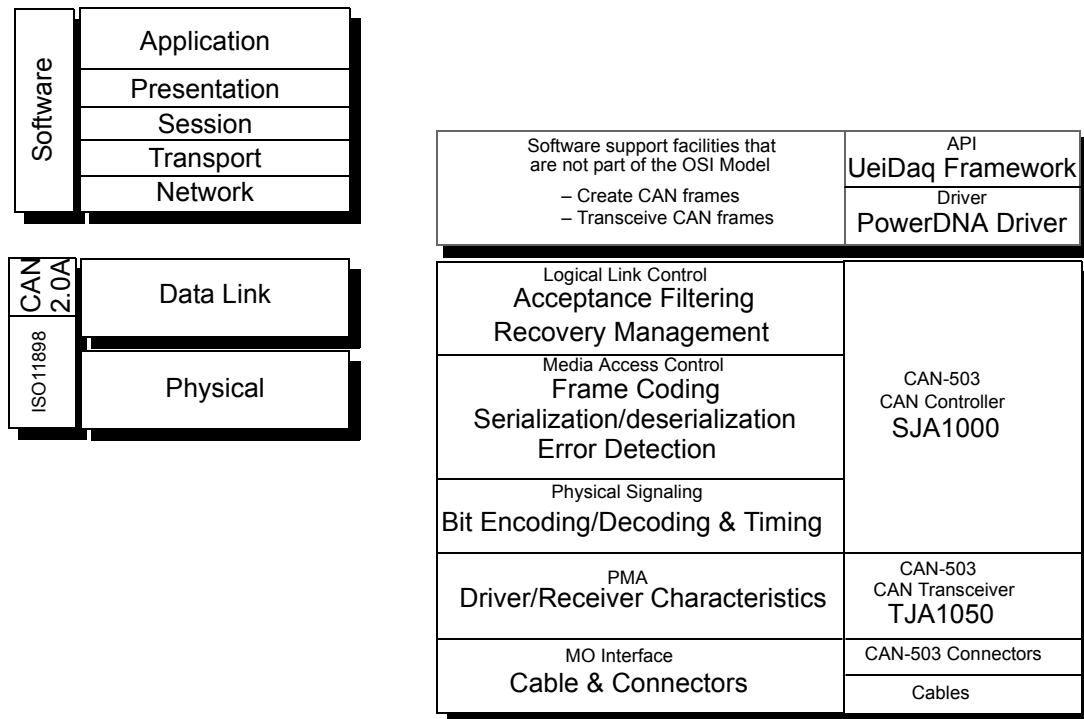 Software
Application
Presentation
Session
Transport
Network
CAN
2.0A
Data Link
ISO11898
Physical
Software support facilities that
are not part of the OSI Model
– Create CAN frames
– Transceive CAN frames
API
UeiDaq Framework
Driver
PowerDNA Driver
Logical Link Control
Acceptance Filtering
Recovery Management
Media Access Control
Frame Coding
Serialization/deserialization
Error Detection
Physical Signaling
Bit Encoding/Decoding & Timing
CAN-503
CAN Controller
SJA1000
PMA
Driver/Receiver Characteristics
CAN-503
CAN Transceiver
TJA1050
MO Interface
Cable & Connectors
CAN-503 Connectors
Cables